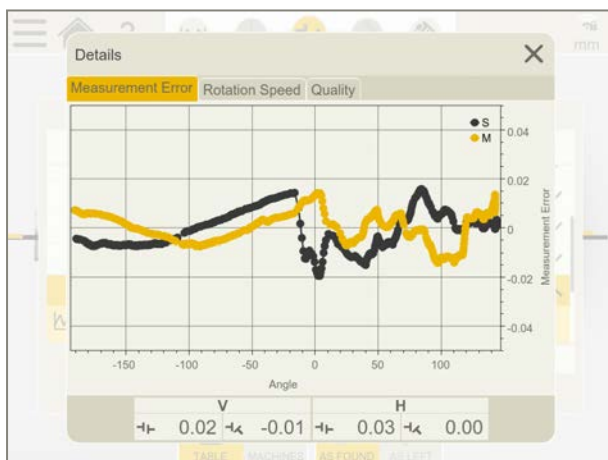 ?
mm
Details
Measurement Error Rotation Speed Quality
S
M
0.04
0.02
0
-0.02
-0.04
Measurement Error
-150 -100 -50 0 50 100
Angle
V H
0.02 -0.01 0.03 0.00
TABLE MACHINES AS FOUND AS LEFT